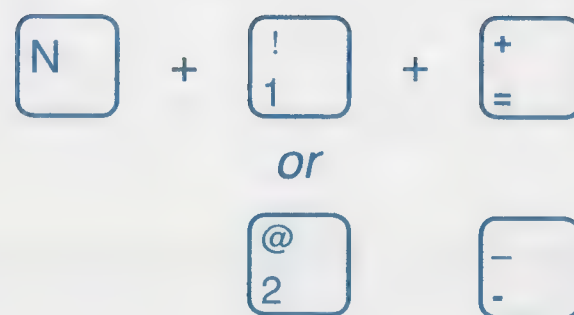 N + ! +  +
1 =
or
@ _
2 -